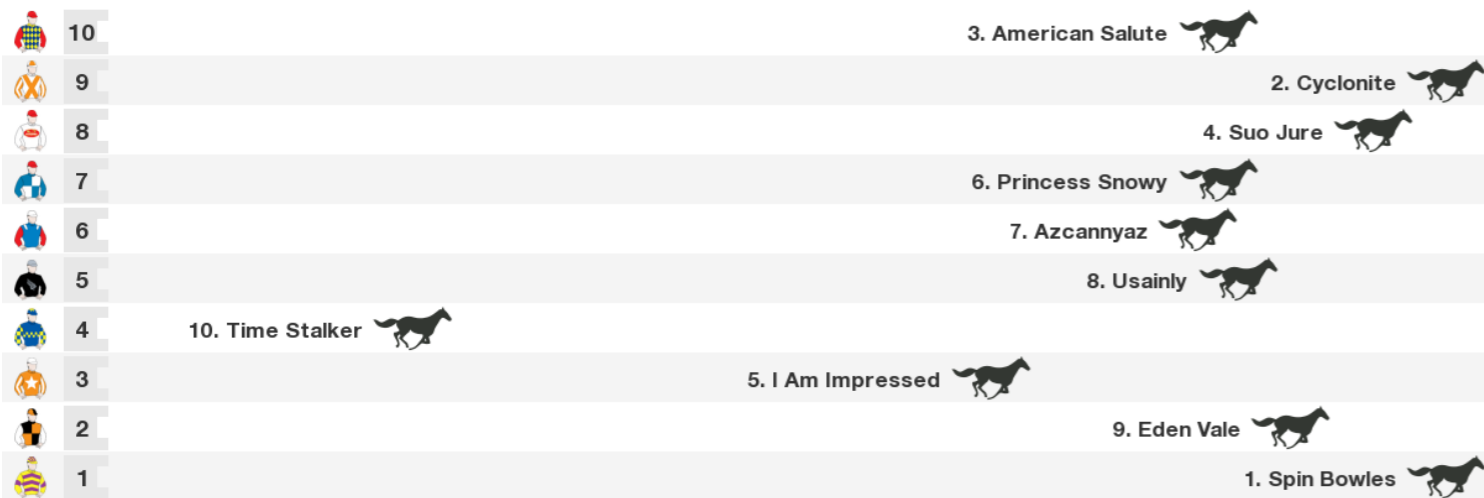 10 3. American Salute
9 2. Cyclonite
8 4. Suo Jure
7 6. Princess Snowy
6 7. Azcannyaz
5 8. Usainly
4 10. Time Stalker
3 5. I Am Impressed
2 9. Eden Vale
1 1. Spin Bowles